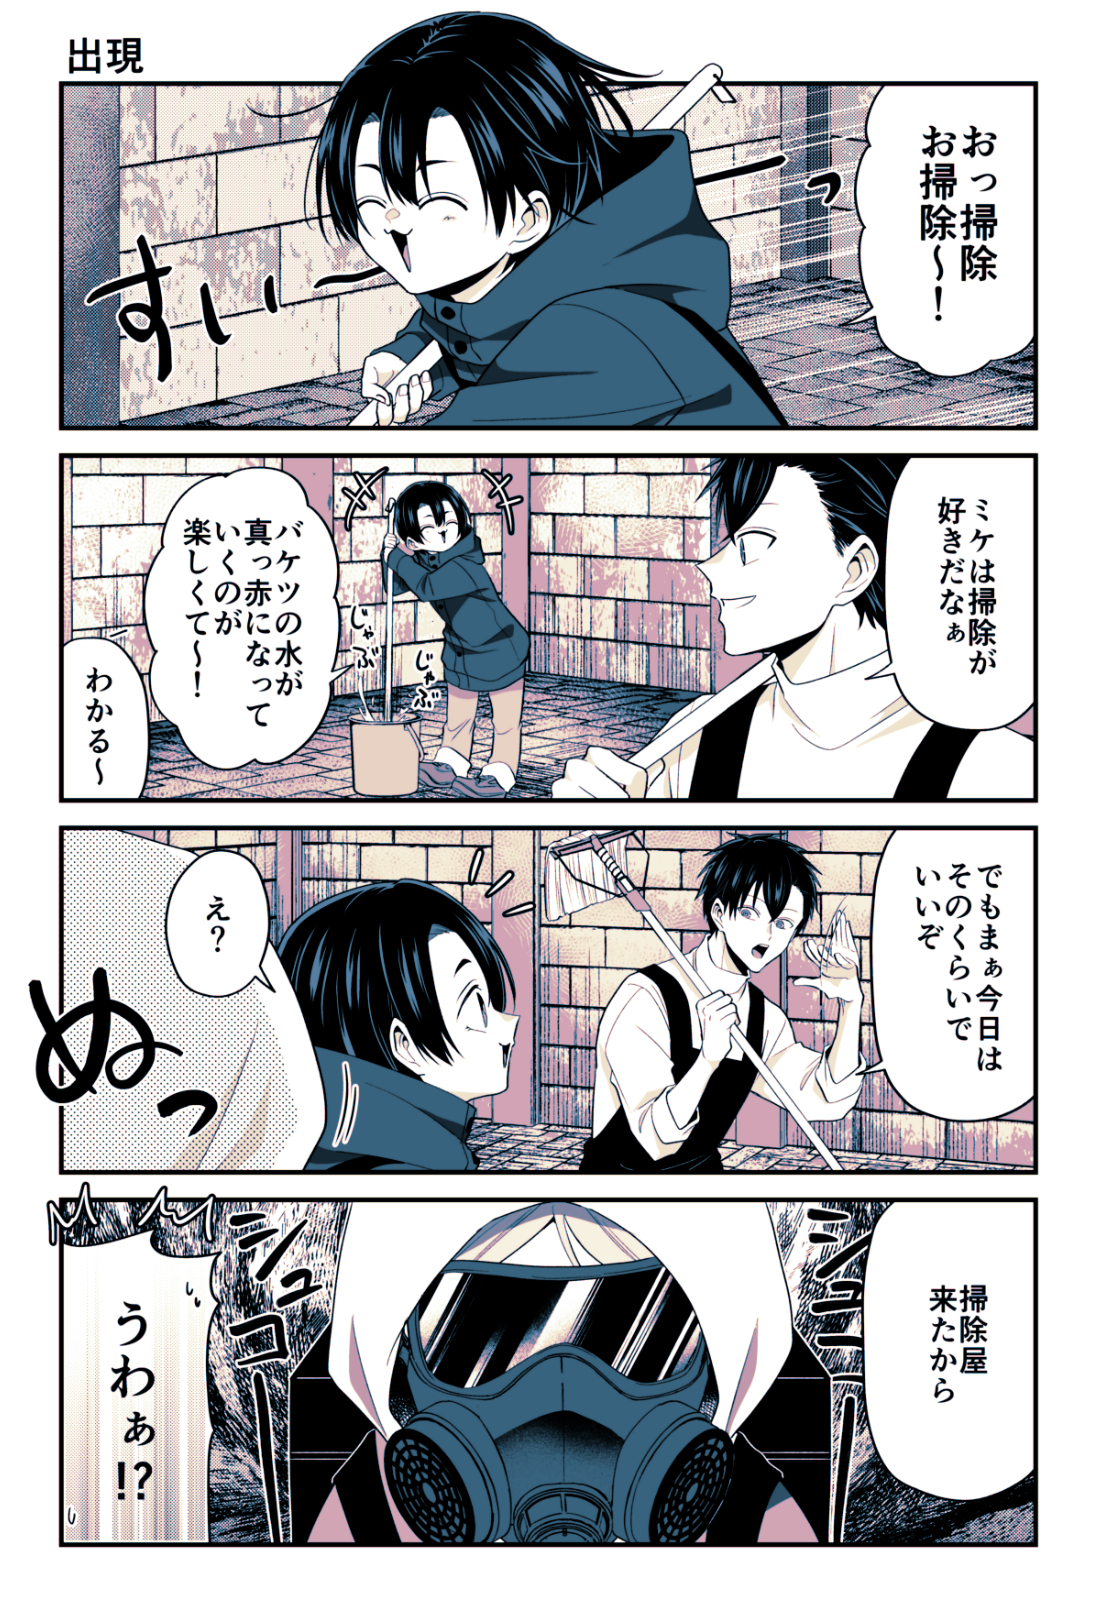 出現
おっ掃除
お掃除～！
っ
すぃー
ミケは掃除が
好きだなぁ
バケツの水が
真っ赤になって
いくのが
楽しくて～！
じゃぶ
じゃぶ
わかる～
でもまぁ今日は
そのくらいで
いいぞ
え？
ぬっ
掃除屋
来たから
シュコー
シュコー
うわぁ!?